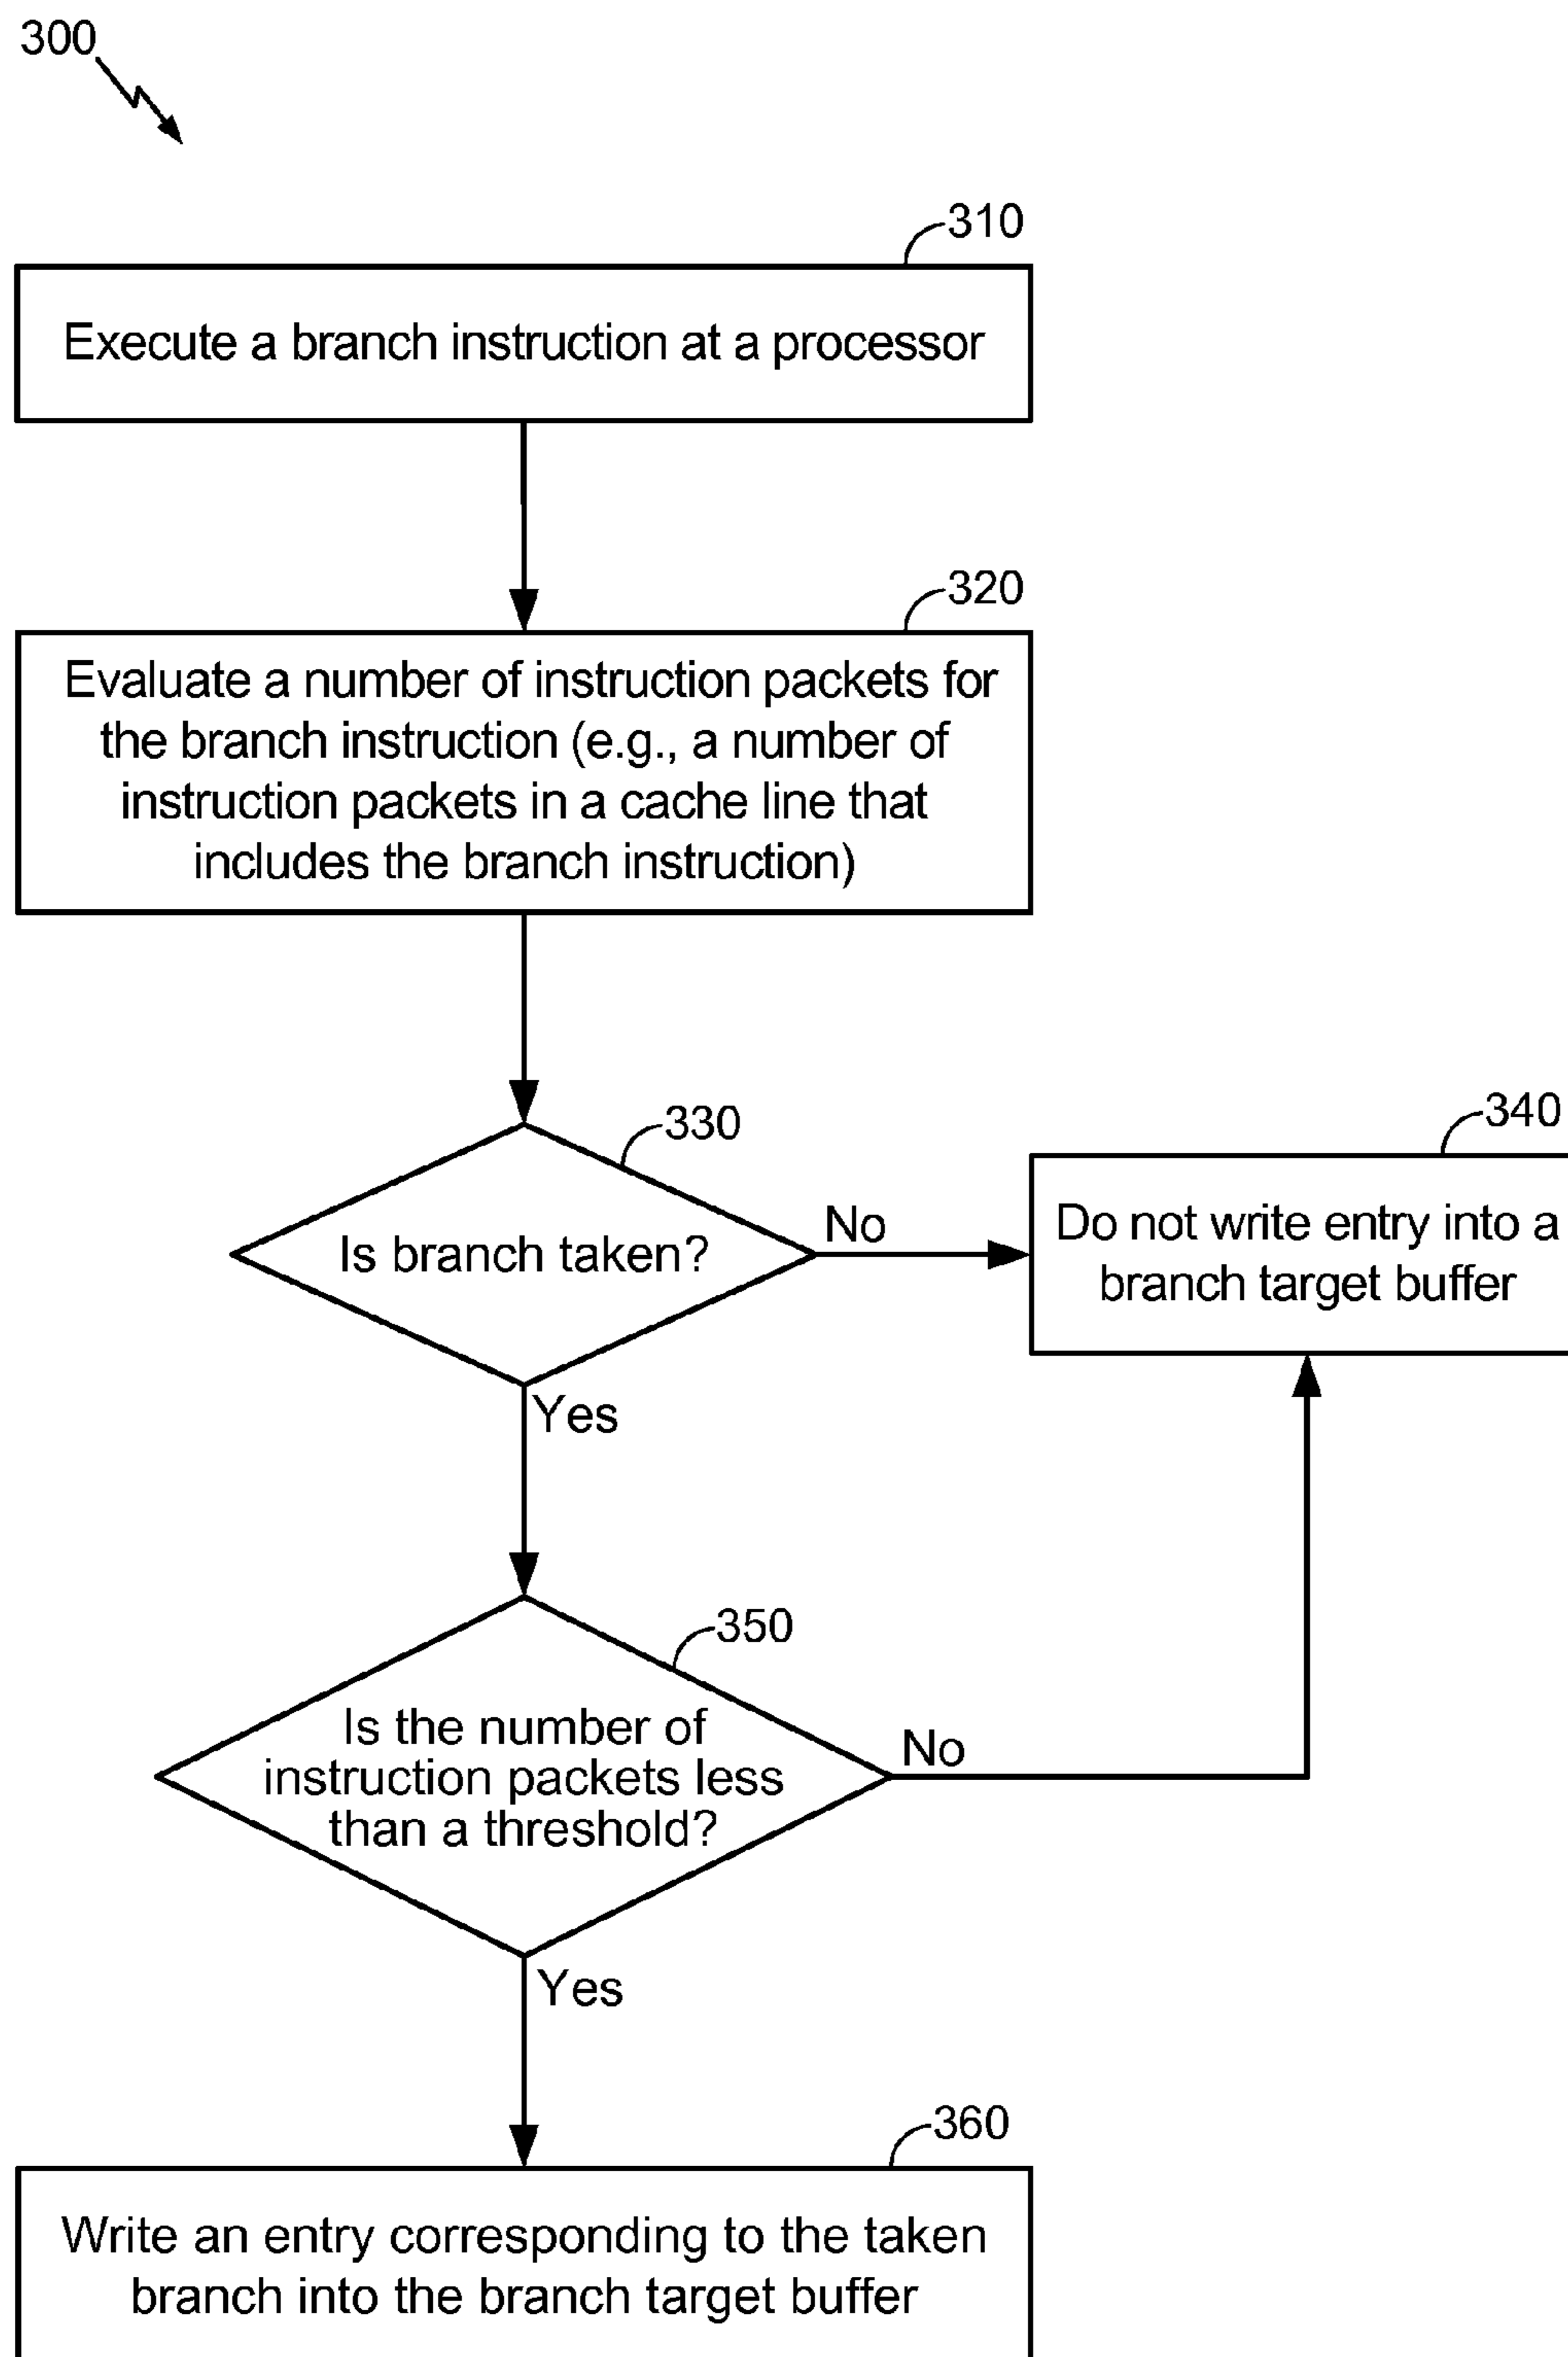 300
310
Execute a branch instruction at a processor
320
Evaluate a number of instruction packets for
the branch instruction (e.g., a number of
instruction packets in a cache line that
includes the branch instruction)
330
Is branch taken?
No
340
Do not write entry into a
branch target buffer
Yes
350
Is the number of
instruction packets less
than a threshold?
No
Yes
360
Write an entry corresponding to the taken
branch into the branch target buffer